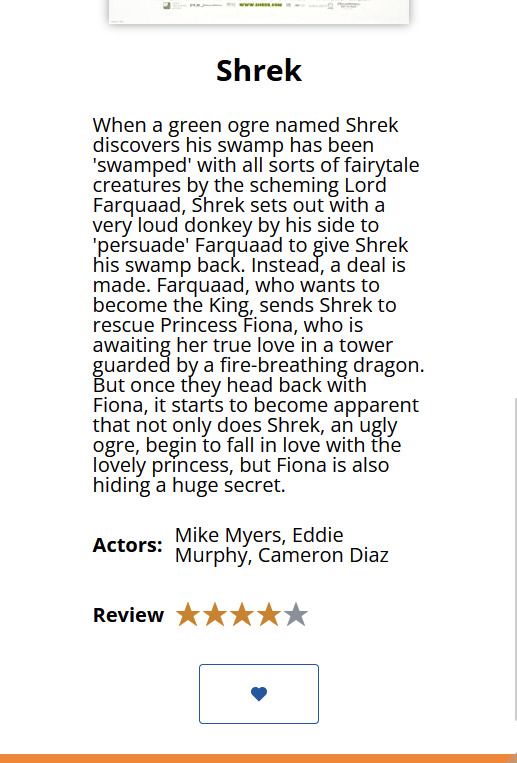 WWW.SHREK.COM
Shrek
When a green ogre named Shrek
discovers his swamp has been
'swamped' with all sorts of fairytale
creatures by the scheming Lord
Farquaad, Shrek sets out with a
very loud donkey by his side to
'persuade' Farquaad to give Shrek
his swamp back. Instead, a deal is
made. Farquaad, who wants to
become the King, sends Shrek to
rescue Princess Fiona, who is
awaiting her true love in a tower
guarded by a fire-breathing dragon.
But once they head back with
Fiona, it starts to become apparent
that not only does Shrek, an ugly
ogre, begin to fall in love with the
lovely princess, but Fiona is also
hiding a huge secret.
Actors: Mike Myers, Eddie
Murphy, Cameron Diaz
Review